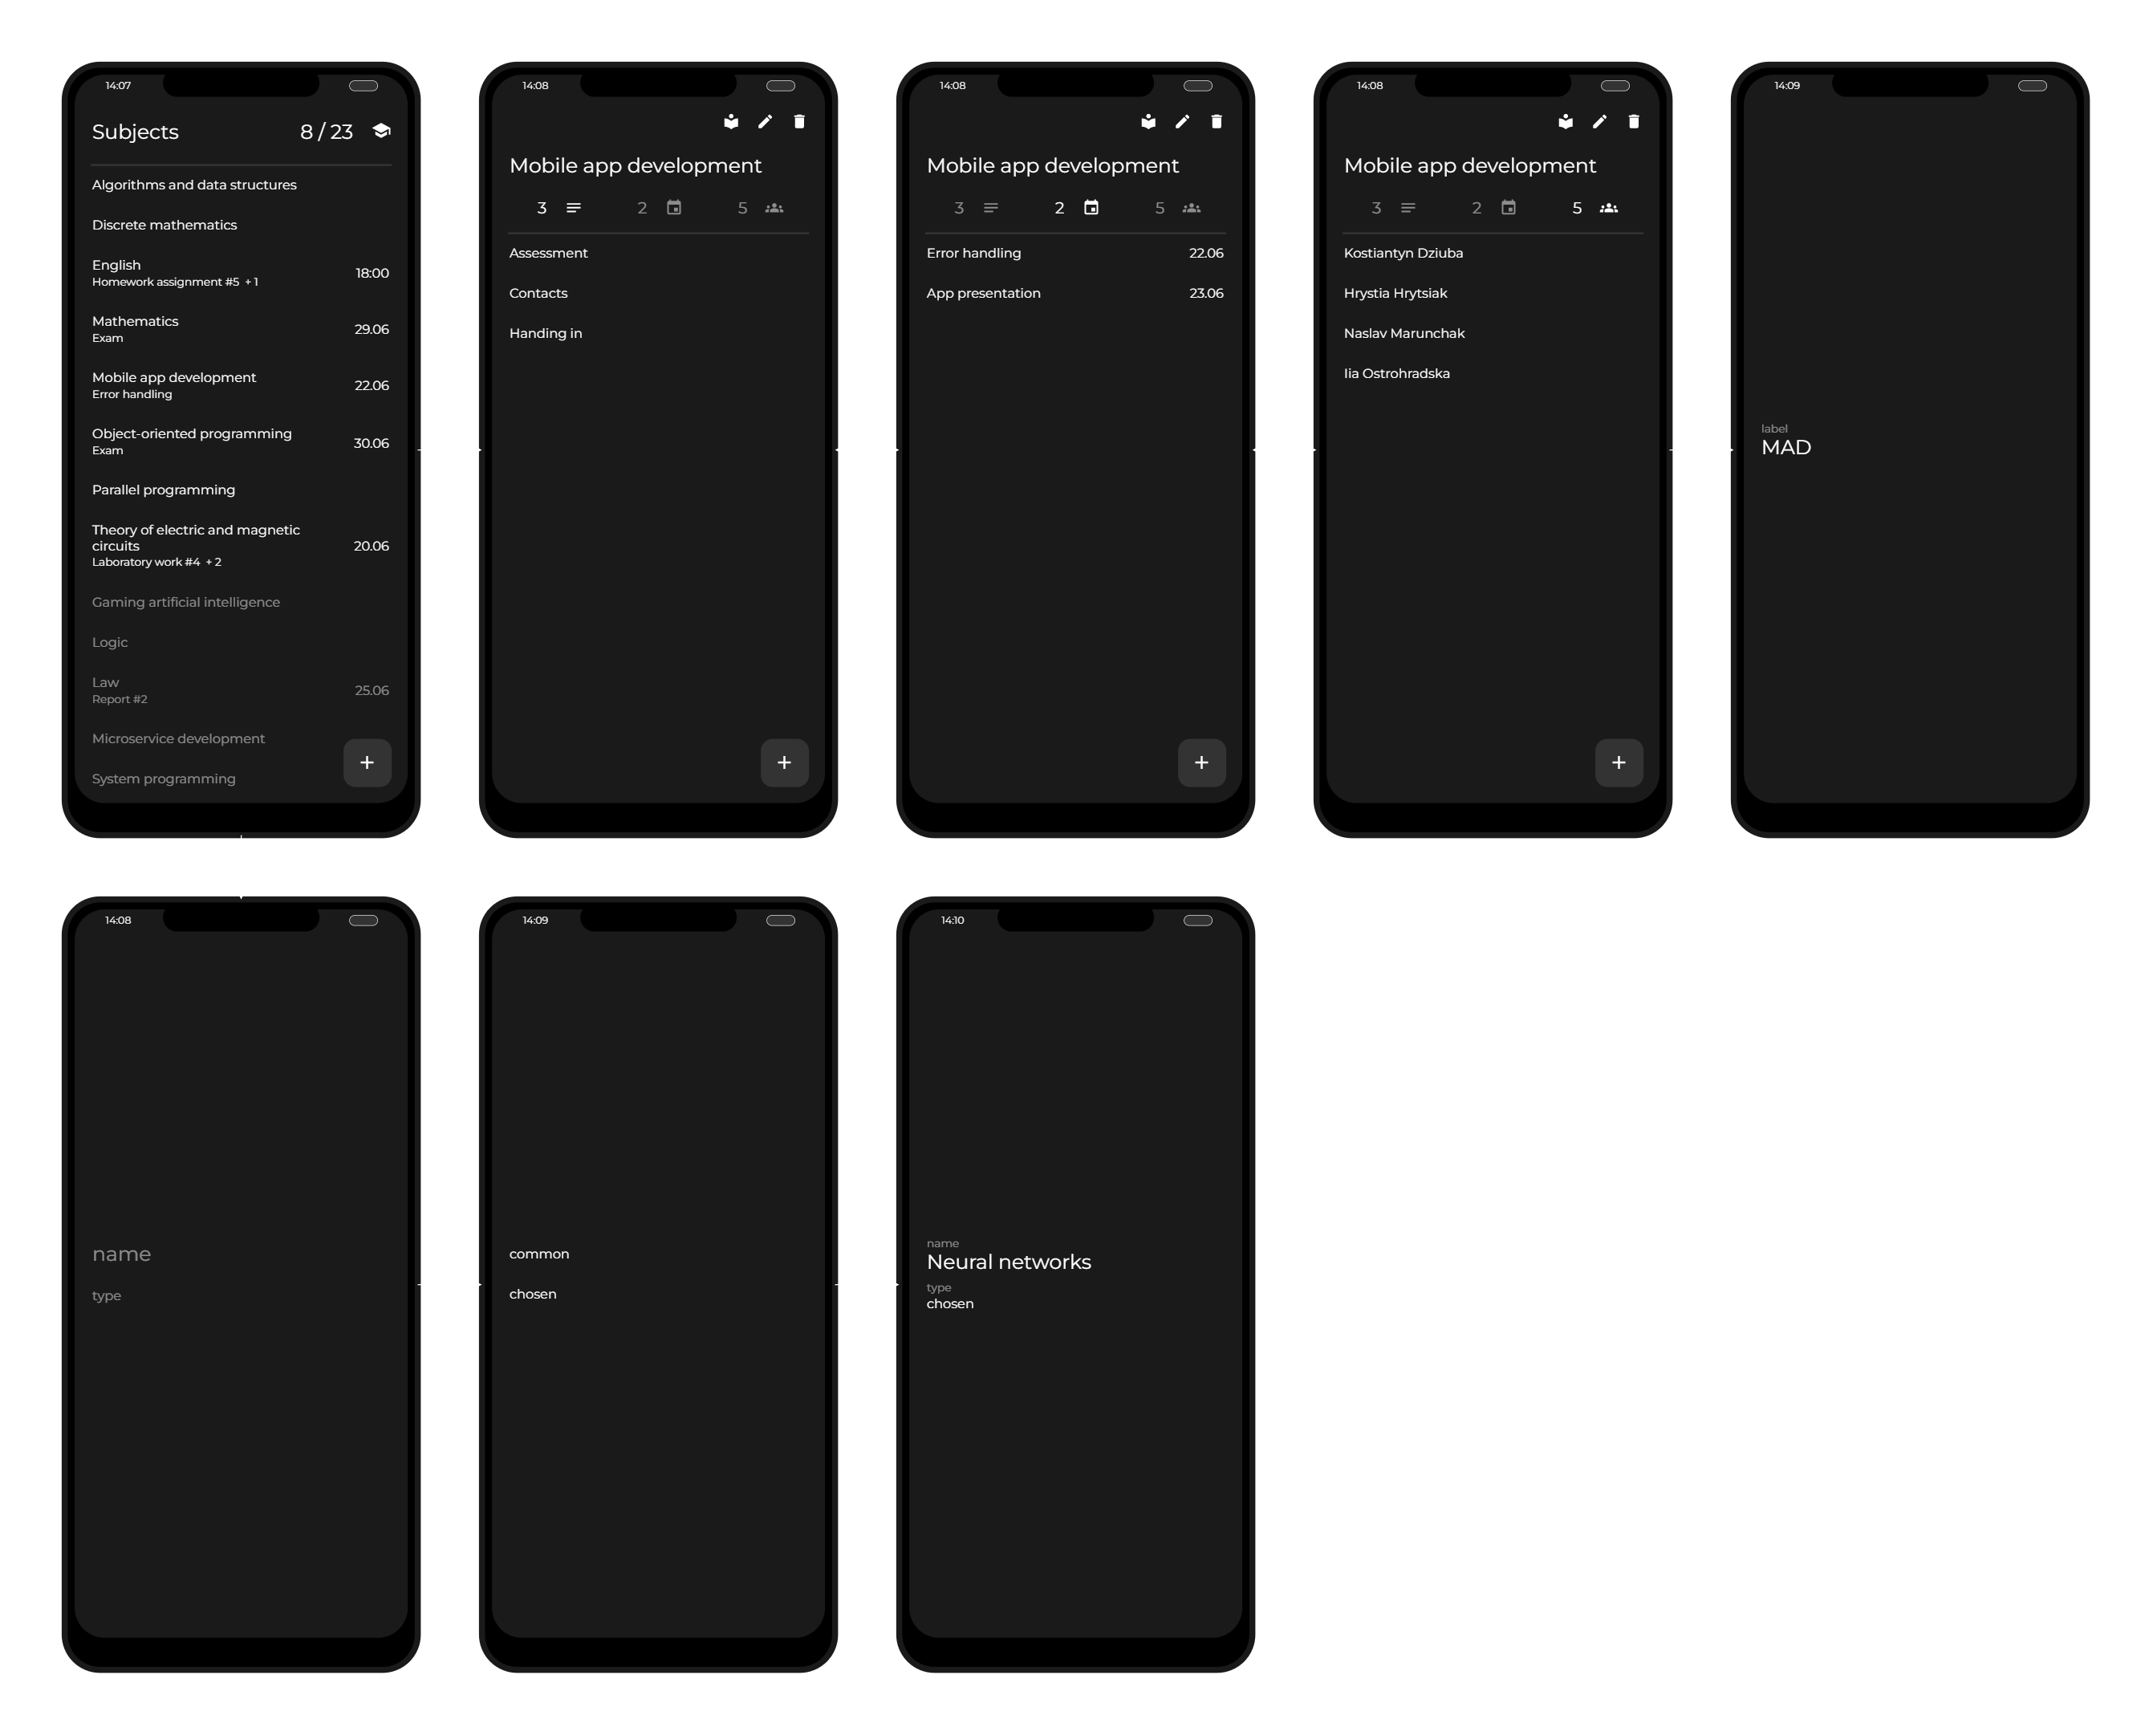 14:07
Subjects 8 / 23
Algorithms and data structures
Discrete mathematics
English
Homework assignment #5 + 1
18:00
Mathematics
Exam
29.06
Mobile app development
Error handling
22.06
Object-oriented programming
Exam
30.06
Parallel programming
Theory of electric and magnetic
circuits
Laboratory work #4 + 2
20.06
Gaming artificial intelligence
Logic
Law
Report #2
25.06
Microservice development
System programming
+
14:08
Mobile app development
3 2 5
Assessment
Contacts
Handing in
+
14:08
Mobile app development
3 2 5
Error handling 22.06
App presentation 23.06
+
14:08
Mobile app development
3 2 5
Kostiantyn Dziuba
Hrystia Hrytsiak
Naslav Marunchak
Iia Ostrohradska
+
14:09
label
MAD
14:08
name
type
14:09
common
chosen
14:10
name
Neural networks
type
chosen